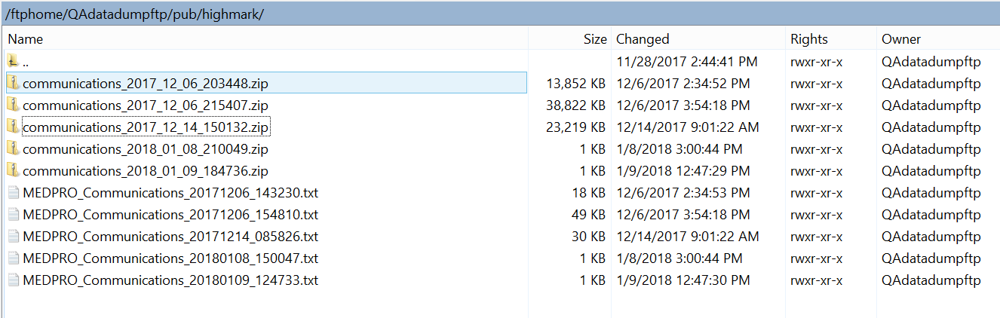 /ftphome/QAdatadumpftp/pub/highmark/
Name Size Changed Rights Owner
.. 11/28/2017 2:44:41 PM rwxr-xr-x QAdatadumpftp
communications_2017_12_06_203448.zip 13,852 KB 12/6/2017 2:34:52 PM rwxr-xr-x QAdatadumpftp
communications_2017_12_06_215407.zip 38,822 KB 12/6/2017 3:54:18 PM rwxr-xr-x QAdatadumpftp
communications_2017_12_14_150132.zip 23,219 KB 12/14/2017 9:01:22 AM rwxr-xr-x QAdatadumpftp
communications_2018_01_08_210049.zip 1 KB 1/8/2018 3:00:44 PM rwxr-xr-x QAdatadumpftp
communications_2018_01_09_184736.zip 1 KB 1/9/2018 12:47:29 PM rwxr-xr-x QAdatadumpftp
MEDPRO_Communications_20171206_143230.txt 18 KB 12/6/2017 2:34:53 PM rwxr-xr-x QAdatadumpftp
MEDPRO_Communications_20171206_154810.txt 49 KB 12/6/2017 3:54:18 PM rwxr-xr-x QAdatadumpftp
MEDPRO_Communications_20171214_085826.txt 30 KB 12/14/2017 9:01:22 AM rwxr-xr-x QAdatadumpftp
MEDPRO_Communications_20180108_150047.txt 1 KB 1/8/2018 3:00:44 PM rwxr-xr-x QAdatadumpftp
MEDPRO_Communications_20180109_124733.txt 1 KB 1/9/2018 12:47:30 PM rwxr-xr-x QAdatadumpftp